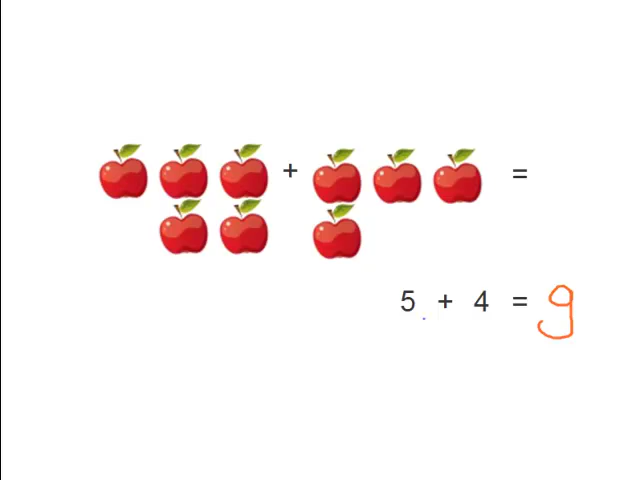 + =
5 + 4 = 9